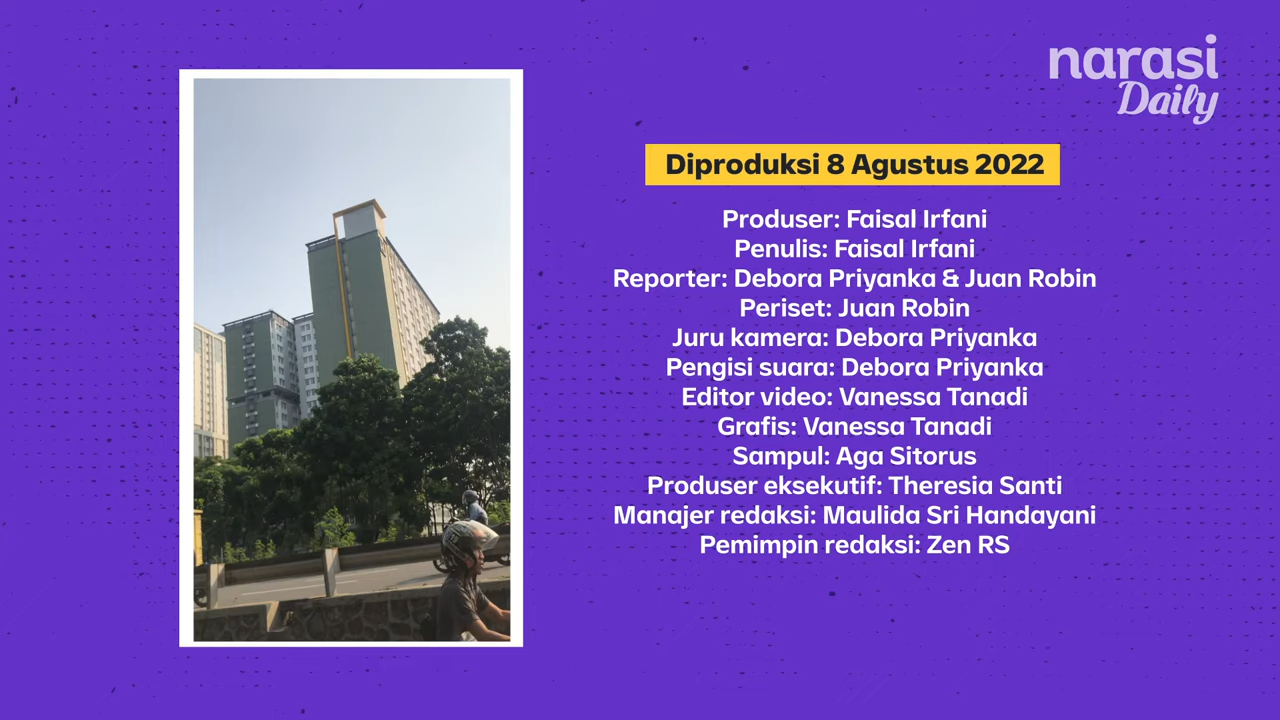 narasi
Daily
Diproduksi 8 Agustus 2022
Produser: Faisal Irfani
Penulis: Faisal Irfani
Reporter: Debora Priyanka & Juan Robin
Periset: Juan Robin
Juru kamera: Debora Priyanka
Pengisi suara: Debora Priyanka
Editor video: Vanessa Tanadi
Grafis: Vanessa Tanadi
Sampul: Aga Sitorus
Produser eksekutif: Theresia Santi
Manajer redaksi: Maulida Sri Handayani
Pemimpin redaksi: Zen RS